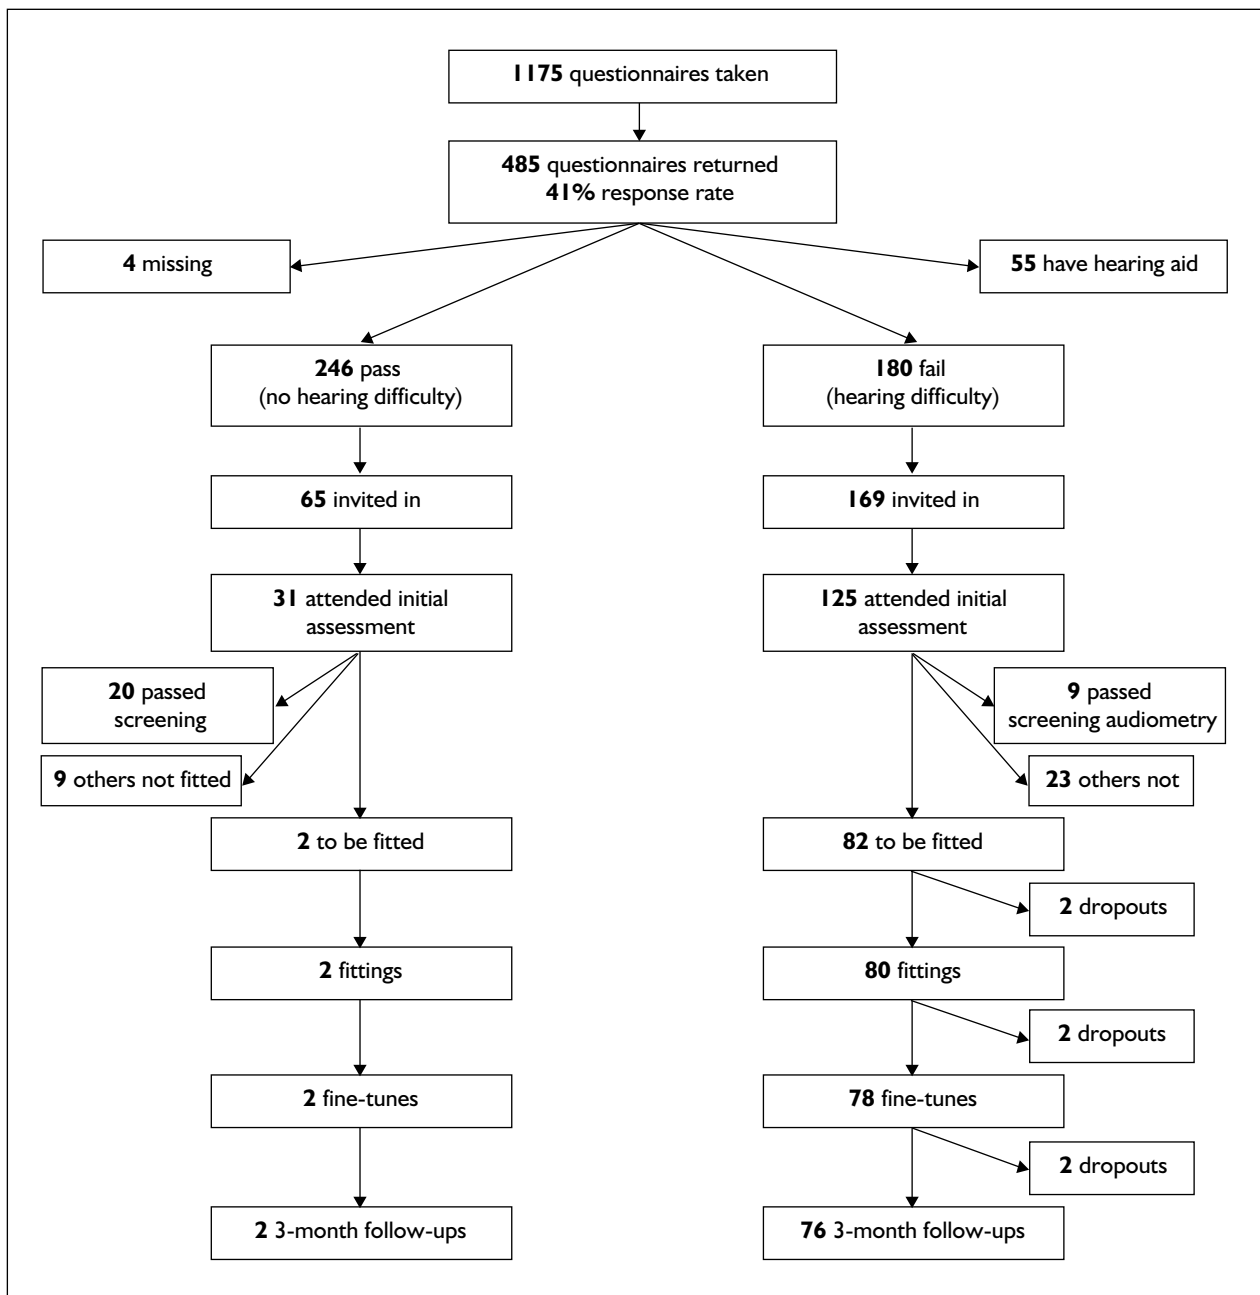 1175 questionnaires taken
485 questionnaires returned
41% response rate
4 missing
55 have hearing aid
246 pass
(no hearing difficulty)
180 fail
(hearing difficulty)
65 invited in
169 invited in
31 attended initial
assessment
125 attended initial
assessment
20 passed
screening
9 passed
screening audiometry
9 others not fitted
23 others not
2 to be fitted
82 to be fitted
2 dropouts
2 fittings
80 fittings
2 dropouts
2 fine-tunes
78 fine-tunes
2 dropouts
2 3-month follow-ups
76 3-month follow-ups